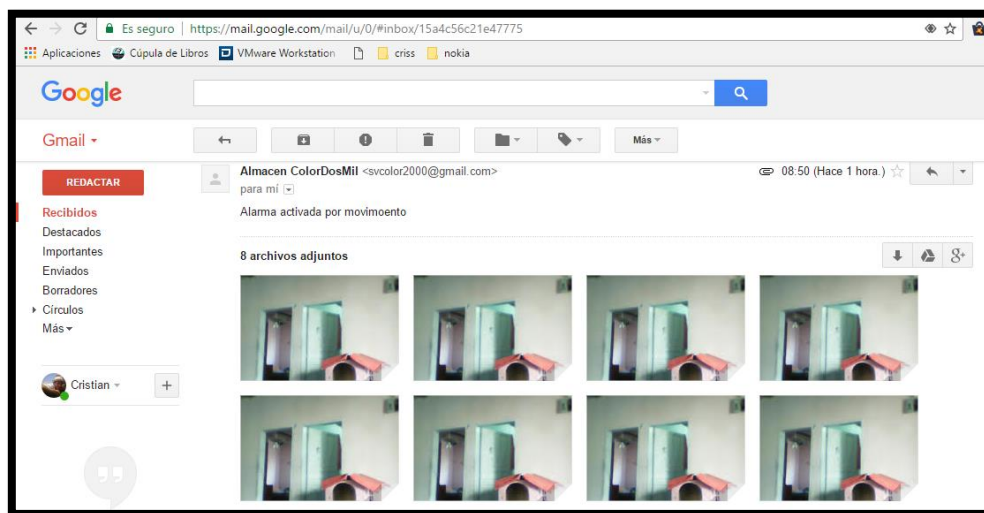 Es seguro | https://mail.google.com/mail/u/0/#inbox/15a4c56c21e47775
Aplicaciones Cúpula de Libros VMware Workstation criss nokia
Google
Gmail Más
REDACTAR
Recibidos
Destacados
Importantes
Enviados
Borradores
Círculos
Más
Cristian
Almacen ColorDosMil <svcolor2000@gmail.com> 08:50 (Hace 1 hora.)
para mí
Alarma activada por movimoento
8 archivos adjuntos
g+